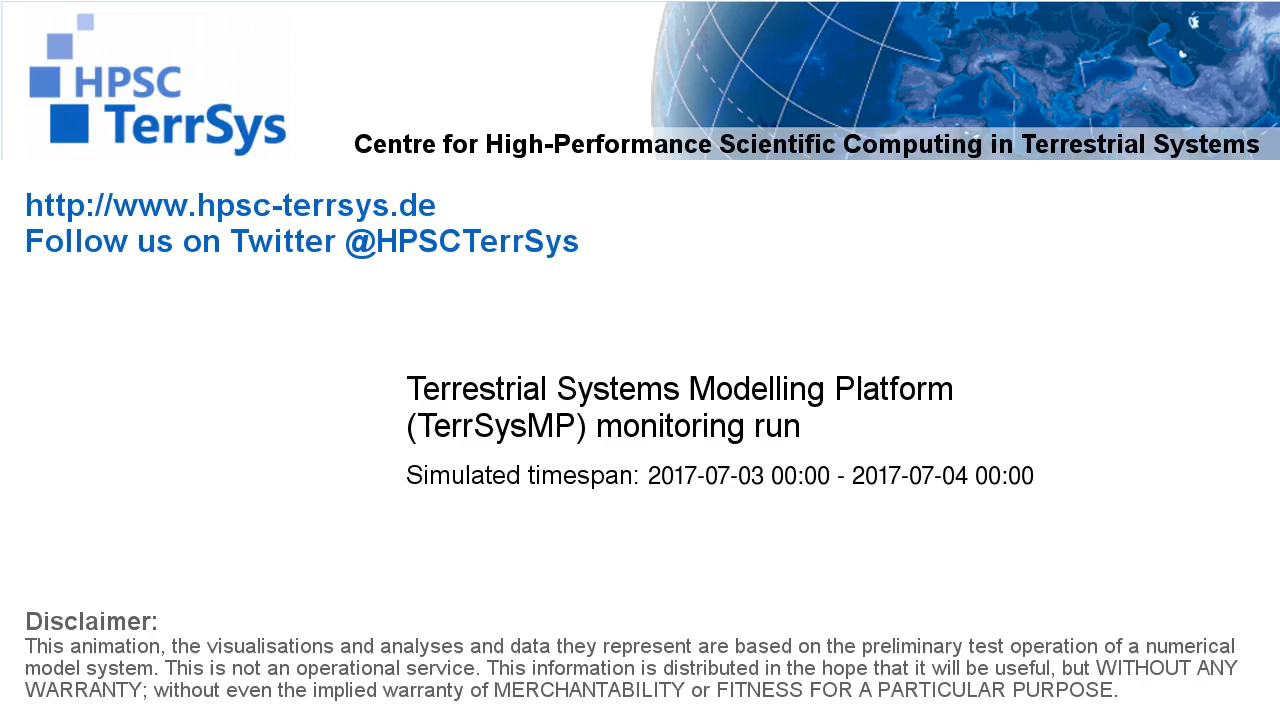 HPSC
TerrSys
Centre for High-Performance Scientific Computing in Terrestrial Systems
http://www.hpsc-terrsys.de
Follow us on Twitter @HPSCTerrSys
Terrestrial Systems Modelling Platform
(TerrSysMP) monitoring run
Simulated timespan: 2017-07-03 00:00 - 2017-07-04 00:00
Disclaimer:
This animation, the visualisations and analyses and data they represent are based on the preliminary test operation of a numerical
model system. This is not an operational service. This information is distributed in the hope that it will be useful, but WITHOUT ANY
WARRANTY; without even the implied warranty of MERCHANTABILITY or FITNESS FOR A PARTICULAR PURPOSE.